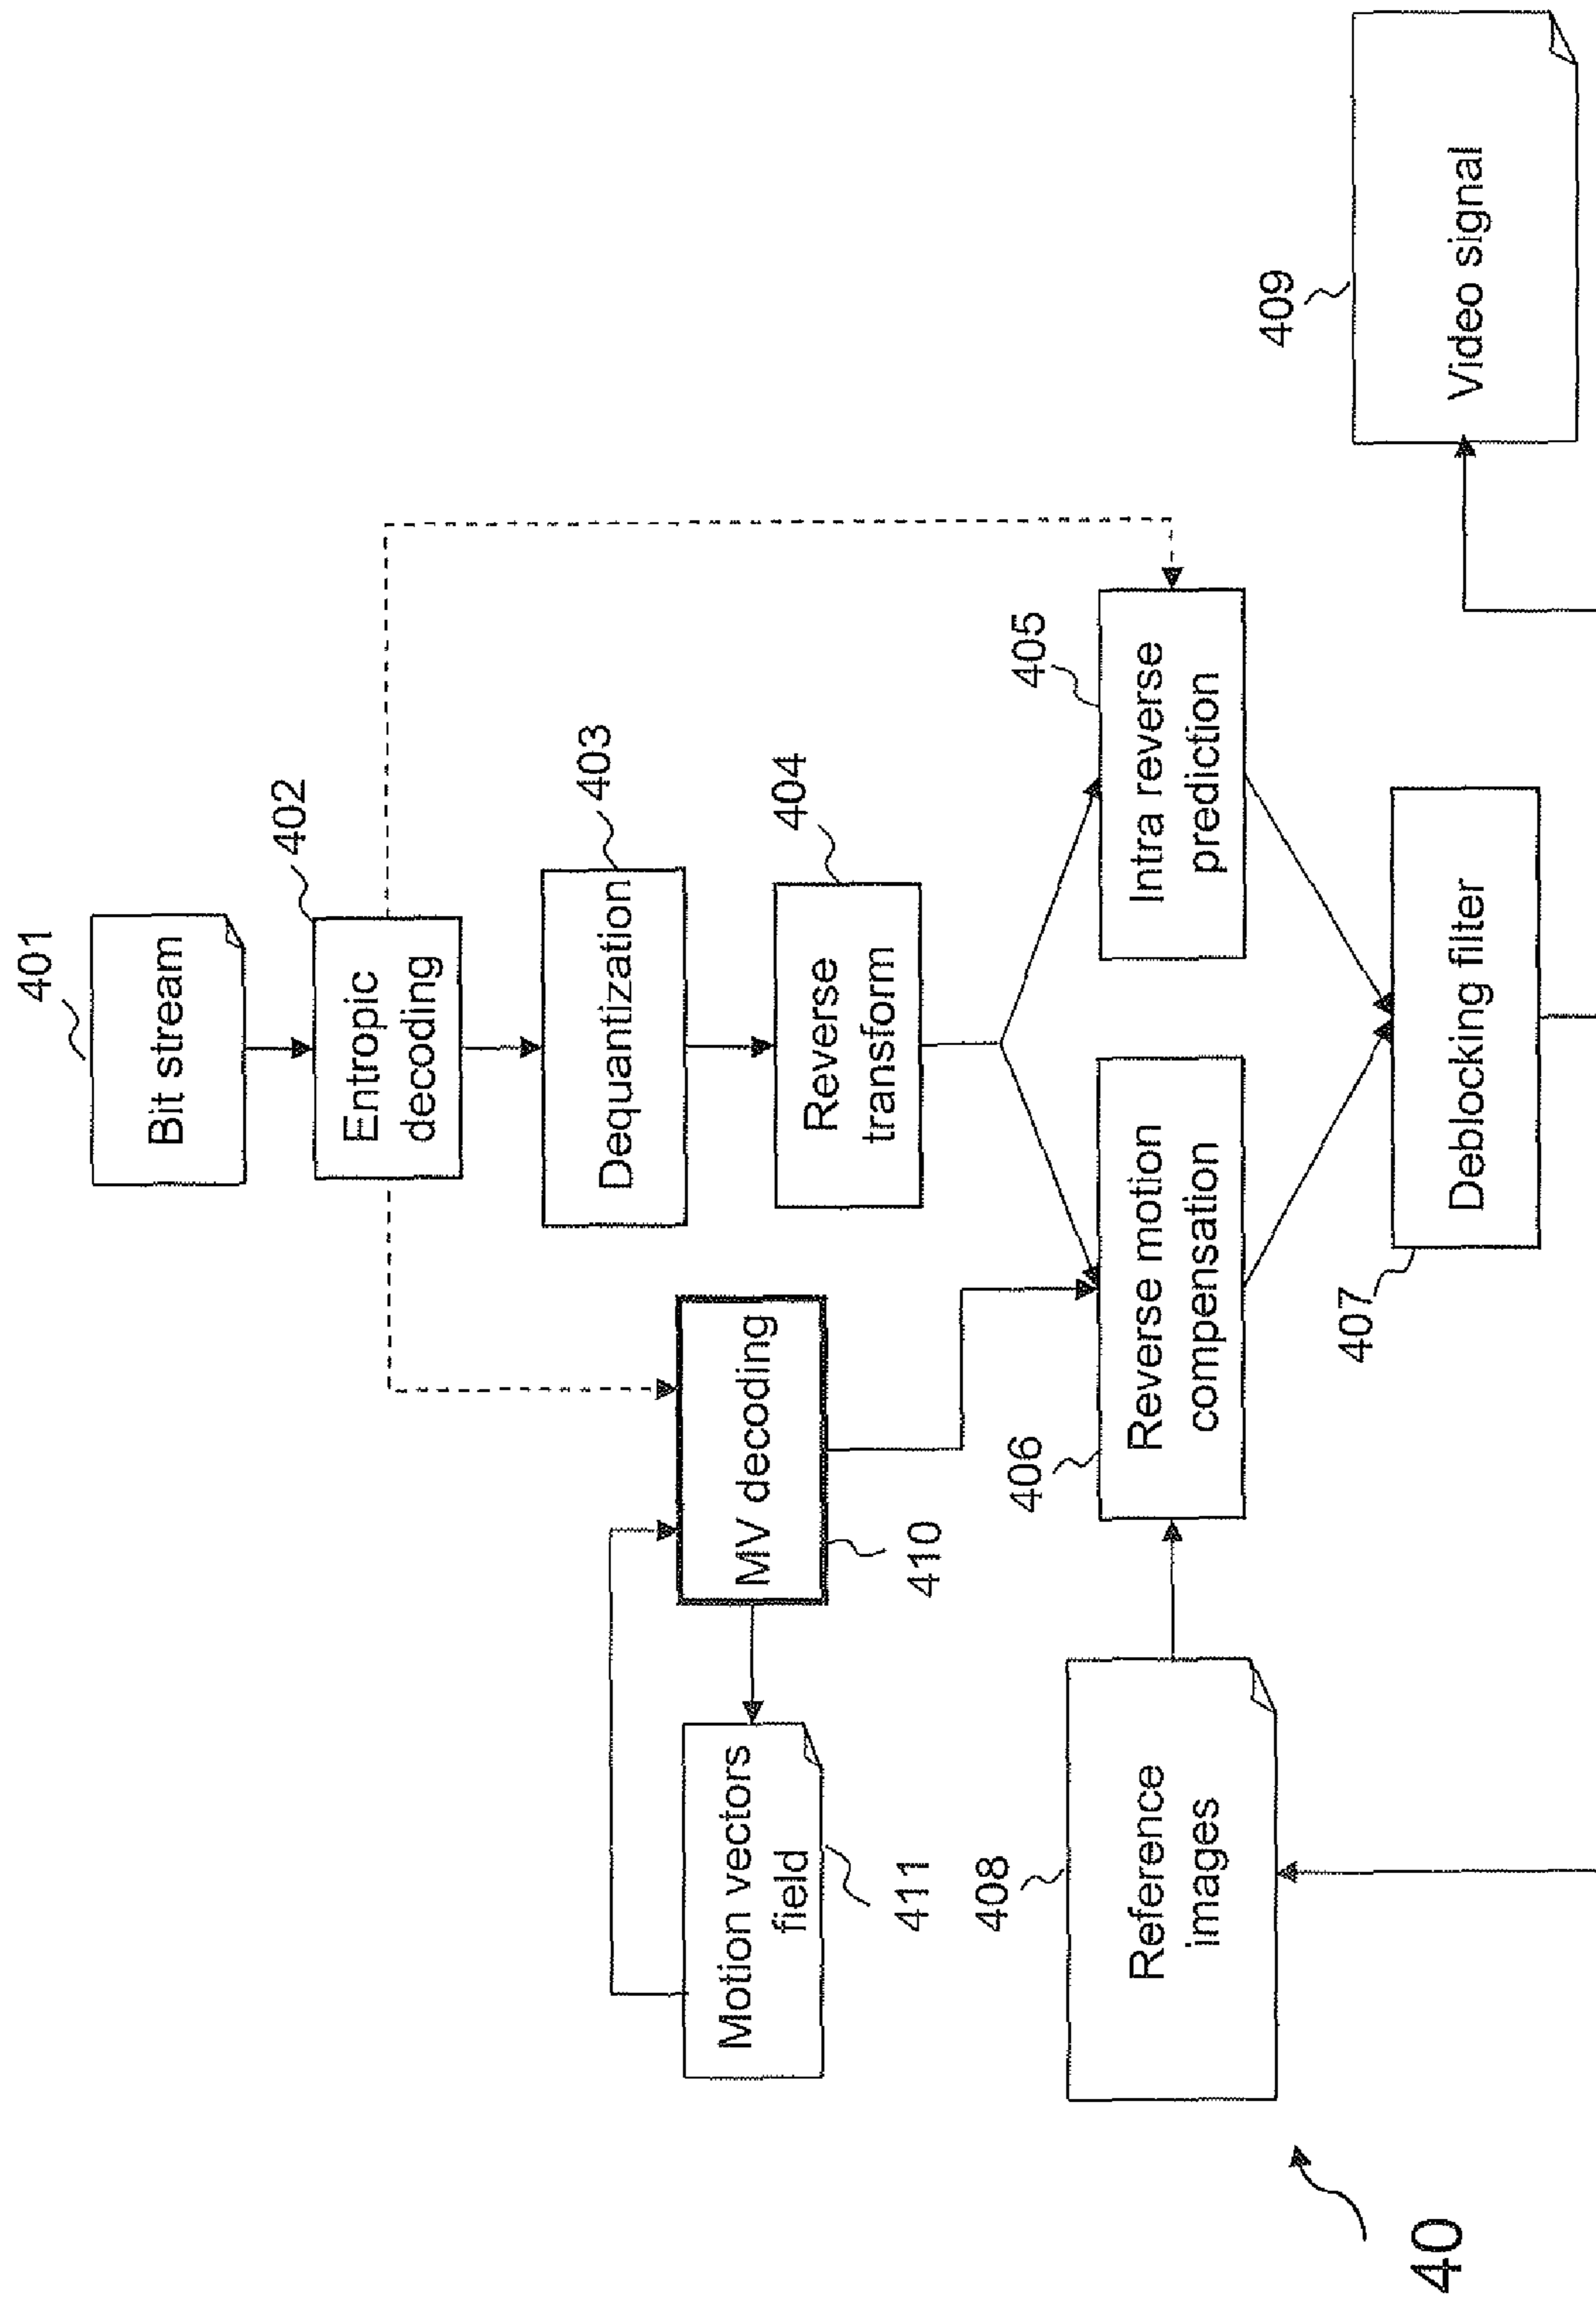 401
Bit stream
402
Entropic
decoding
403
Dequantization
404
Reverse
transform
MV decoding
410
Motion vectors
field
411
405
Intra reverse
prediction
406
Reverse motion
compensation
408
Reference
images
407
Deblocking filter
409
Video signal
40